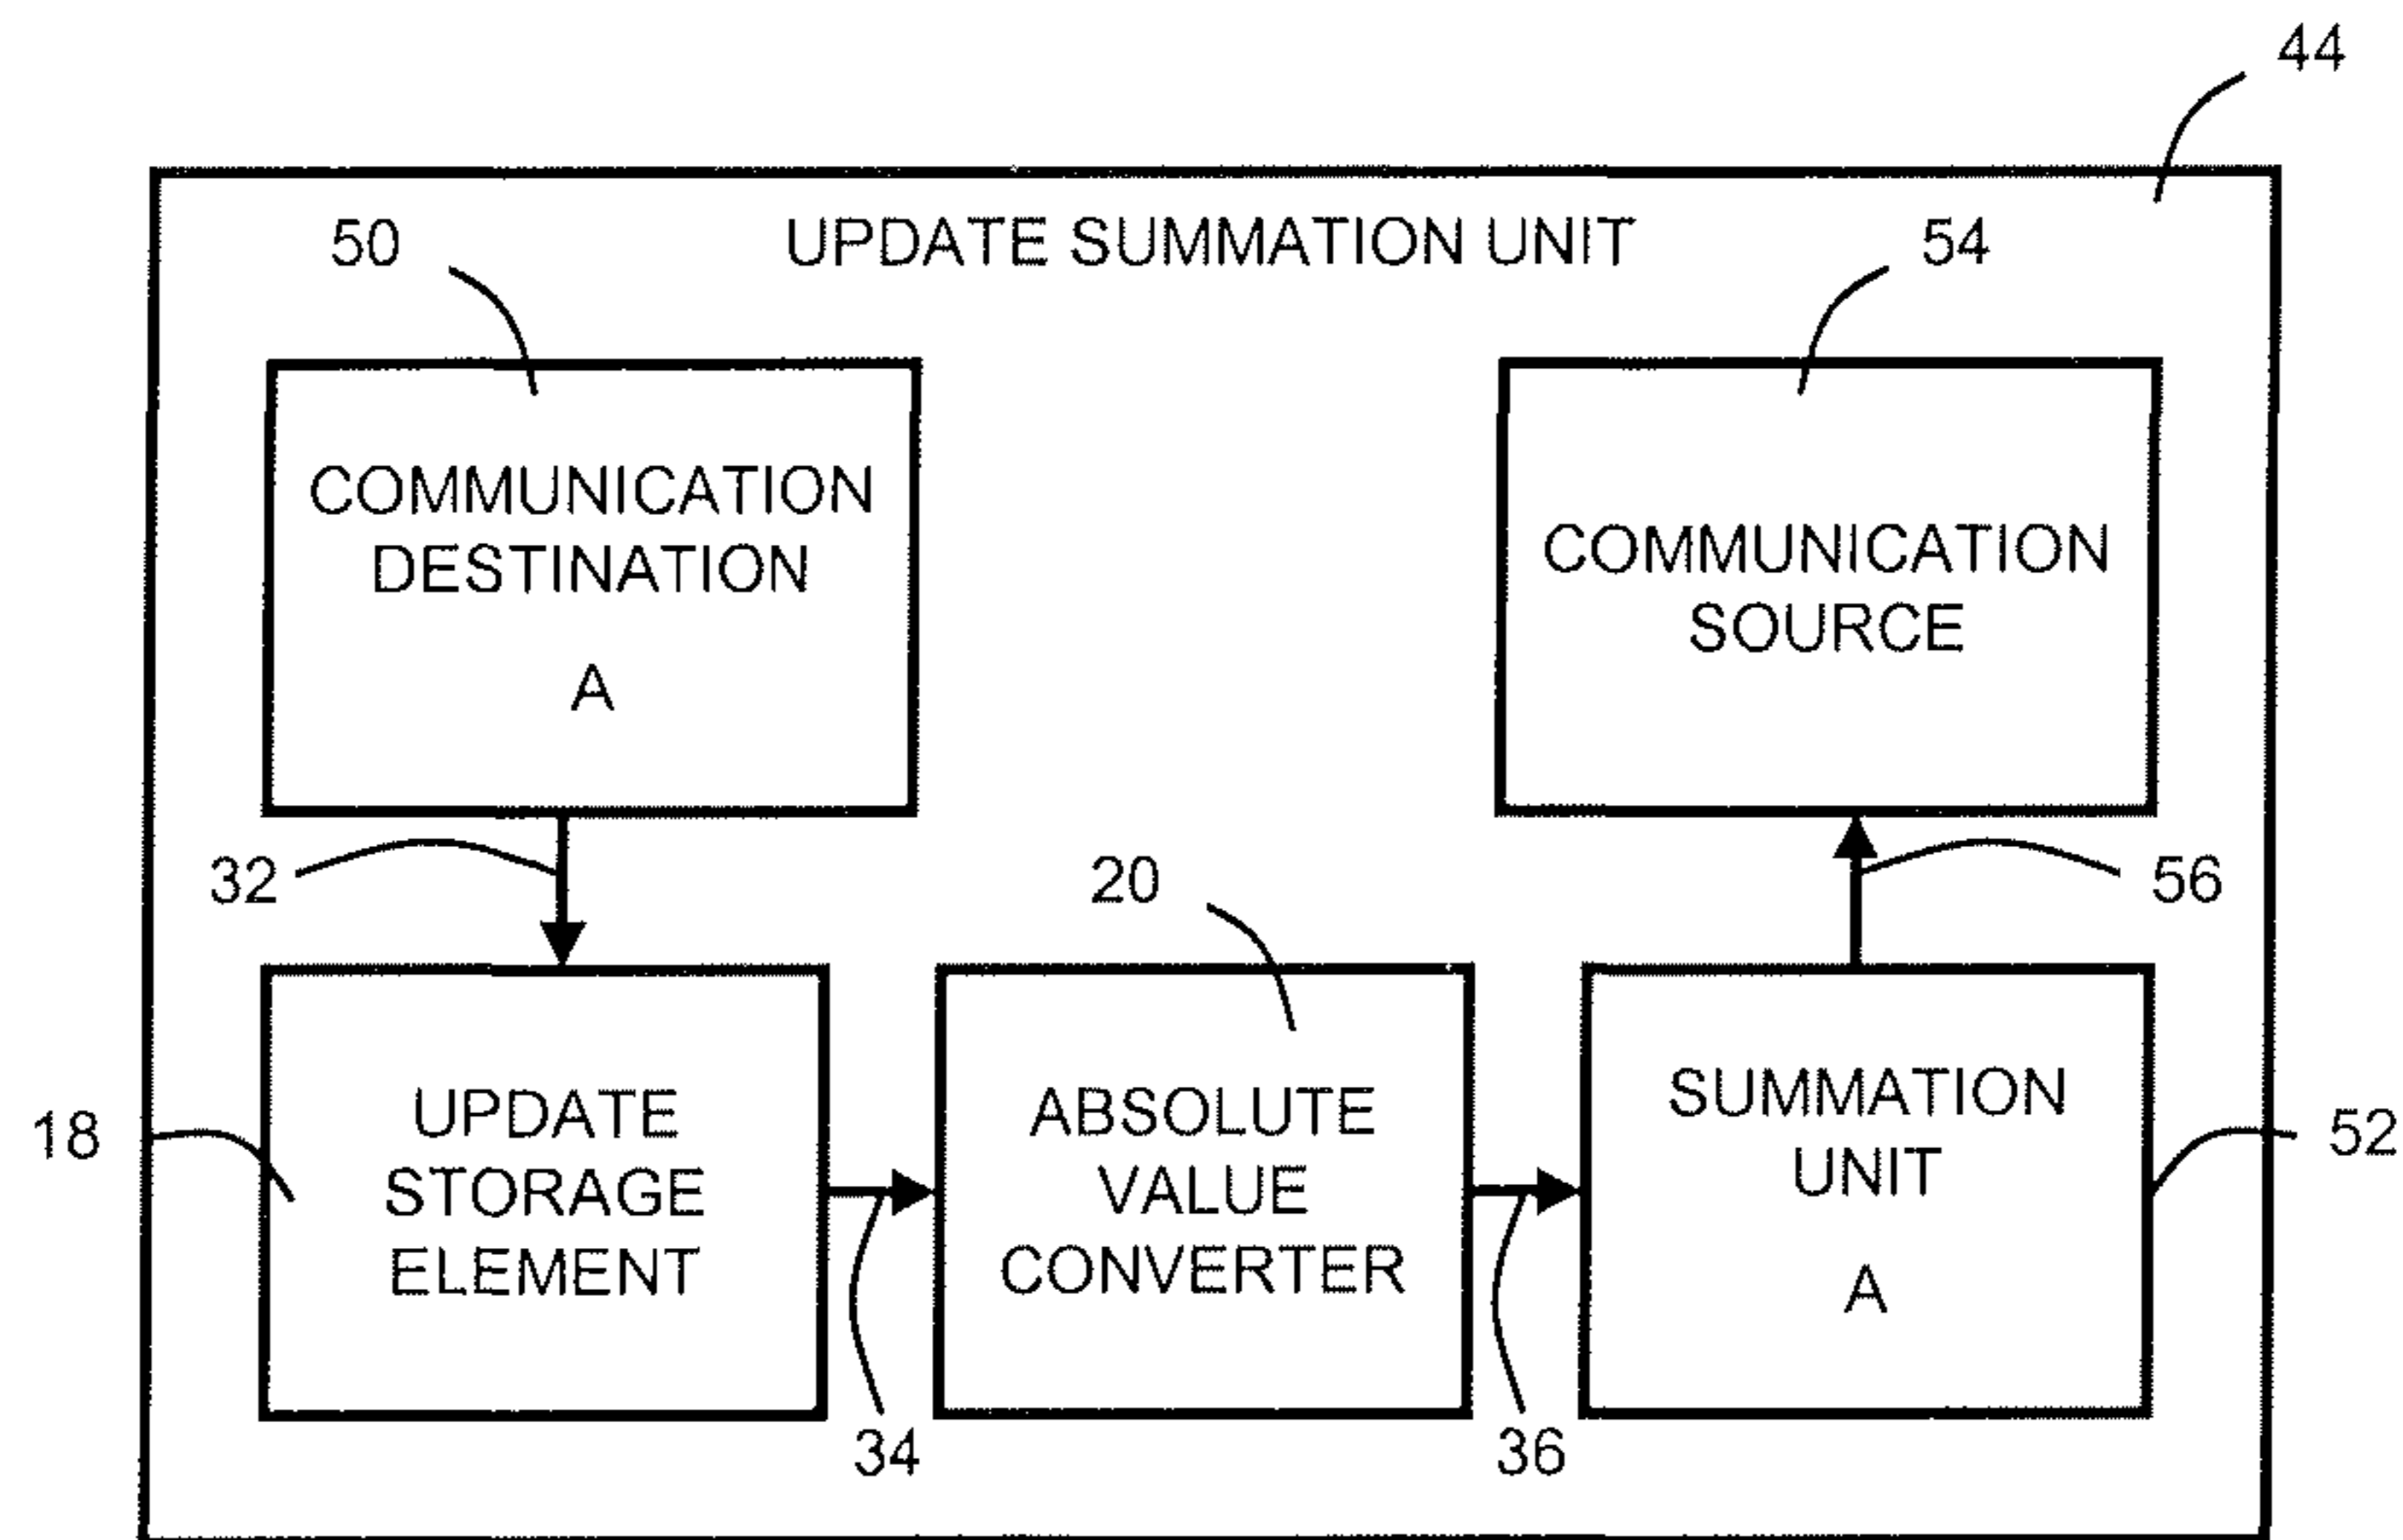 44
UPDATE SUMMATION UNIT
50
54
COMMUNICATION
DESTINATION
A
COMMUNICATION
SOURCE
32
20
56
18
UPDATE
STORAGE
ELEMENT
ABSOLUTE
VALUE
CONVERTER
SUMMATION
UNIT
A
52
34
36